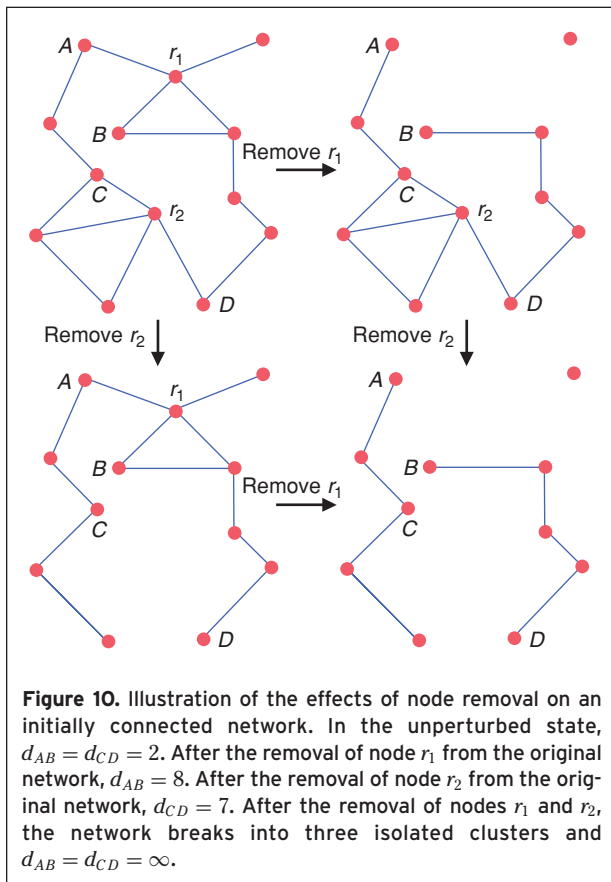 A
r1
B
Remove r1
C
r2
D
Remove r2
A
B
C
r2
D
Remove r2
A
r1
B
Remove r1
C
D
A
B
C
D
Figure 10. Illustration of the effects of node removal on an
initially connected network. In the unperturbed state,
dAB = dCD = 2. After the removal of node r1 from the original
network, dAB = 8. After the removal of node r2 from the orig-
inal network, dCD = 7. After the removal of nodes r1 and r2,
the network breaks into three isolated clusters and
dAB = dCD = ∞.